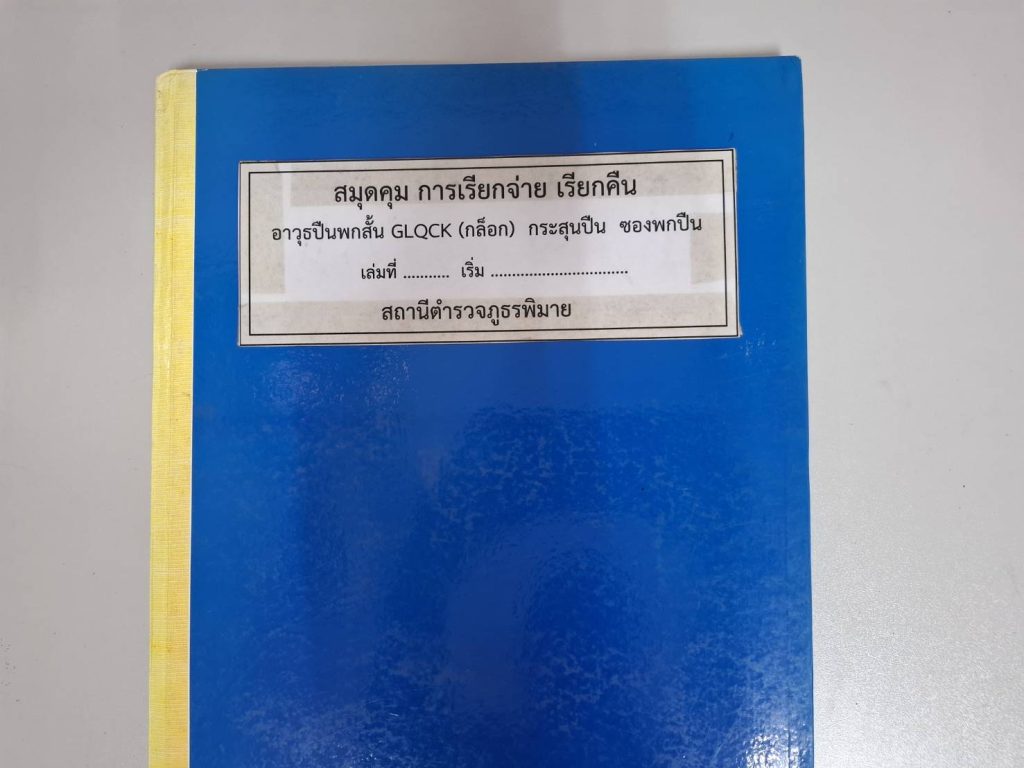 สมุดคุม การเรียกจ่าย เรียกคืน
อาวุธปืนพกสั้น GLQCK (กล็อก) กระสุนปืน ซองพกปืน
เล่มที่ ........... เริ่ม ................................
สถานีตำรวจภูธรพิมาย